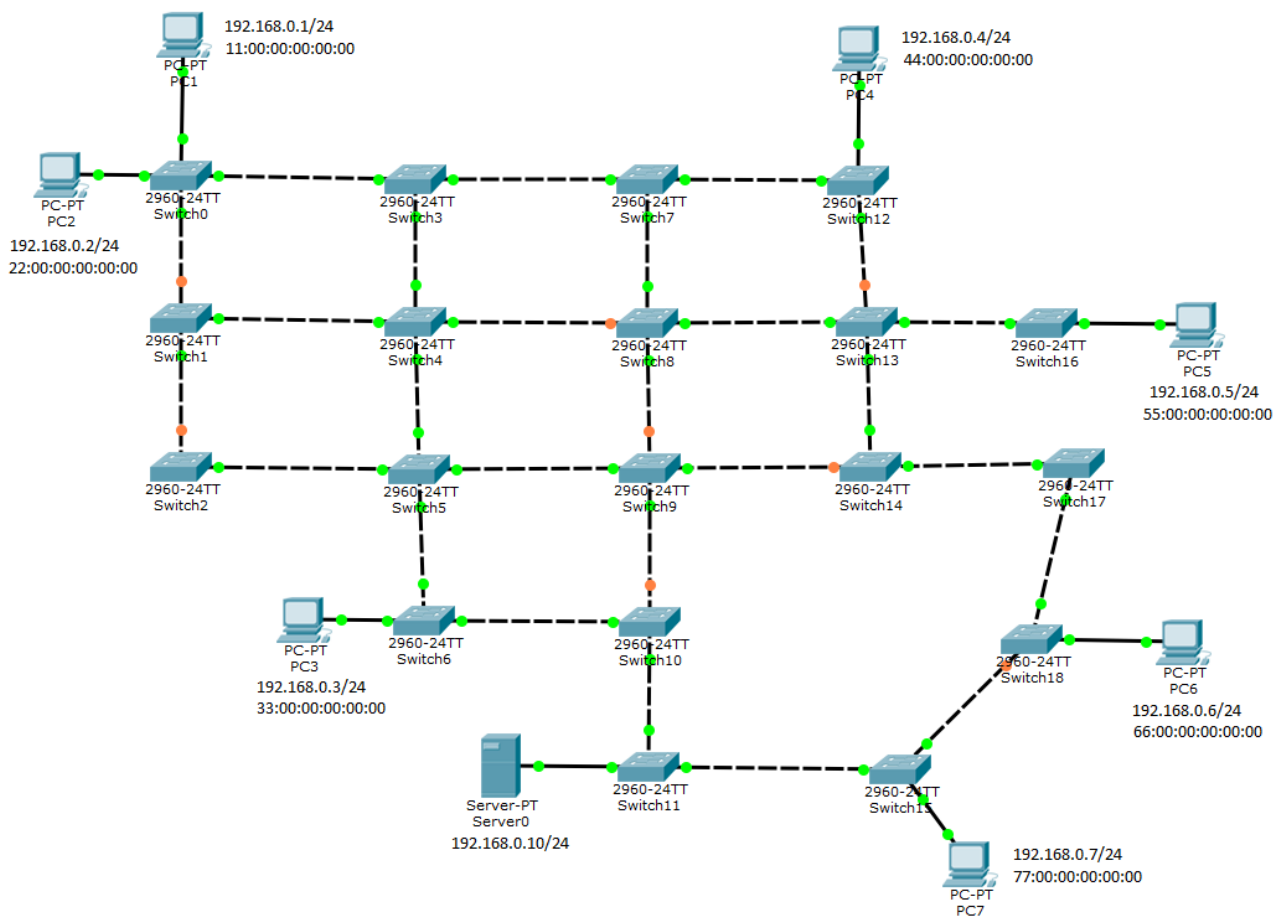 192.168.0.1/24
11:00:00:00:00:00
PC-PT
PC1
192.168.0.4/24
44:00:00:00:00:00
PC-PT
PC4
PC-PT
PC2
192.168.0.2/24
22:00:00:00:00:00
2960-24TT
Switch0
2960-24TT
Switch3
2960-24TT
Switch7
2960-24TT
Switch12
2960-24TT
Switch1
2960-24TT
Switch4
2960-24TT
Switch8
2960-24TT
Switch13
2960-24TT
Switch16
PC-PT
PC5
192.168.0.5/24
55:00:00:00:00:00
2960-24TT
Switch2
2960-24TT
Switch5
2960-24TT
Switch9
2960-24TT
Switch14
2960-24TT
Switch17
PC-PT
PC3
192.168.0.3/24
33:00:00:00:00:00
2960-24TT
Switch6
2960-24TT
Switch10
2960-24TT
Switch18
PC-PT
PC6
192.168.0.6/24
66:00:00:00:00:00
Server-PT
Server0
192.168.0.10/24
2960-24TT
Switch11
2960-24TT
Switch15
192.168.0.7/24
77:00:00:00:00:00
PC-PT
PC7